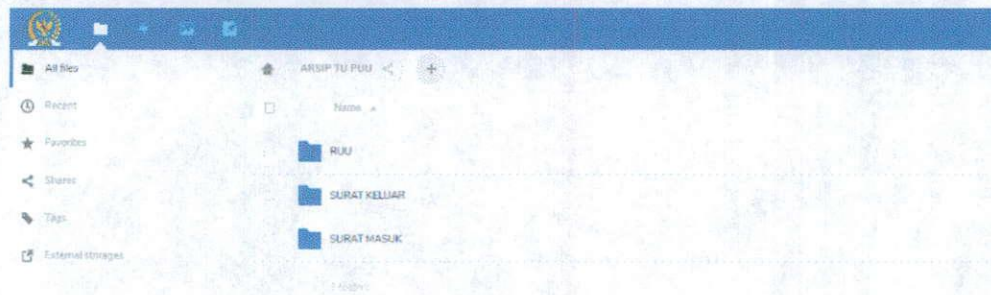 All files
ARSIP TU PUU
Recent
Name
Favorites
RUU
Shares
SURAT KELUAR
Tags
SURAT MASUK
External storages